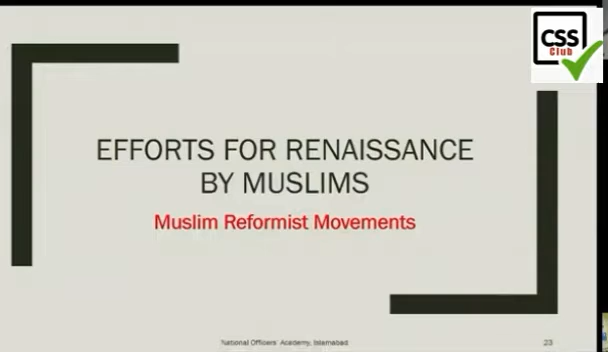 CSS
Club
EFFORTS FOR RENAISSANCE
BY MUSLIMS
Muslim Reformist Movements
National Officers' Academy, Islamabad
23